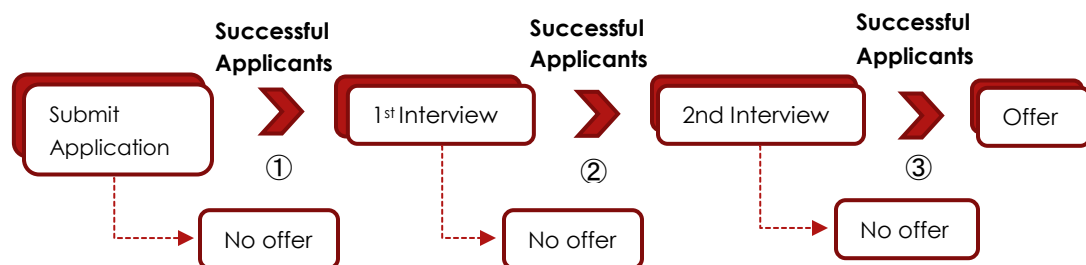 Successful
Applicants
Successful
Applicants
Successful
Applicants
Submit
Application
1st Interview
2nd Interview
Offer
①
②
③
No offer
No offer
No offer